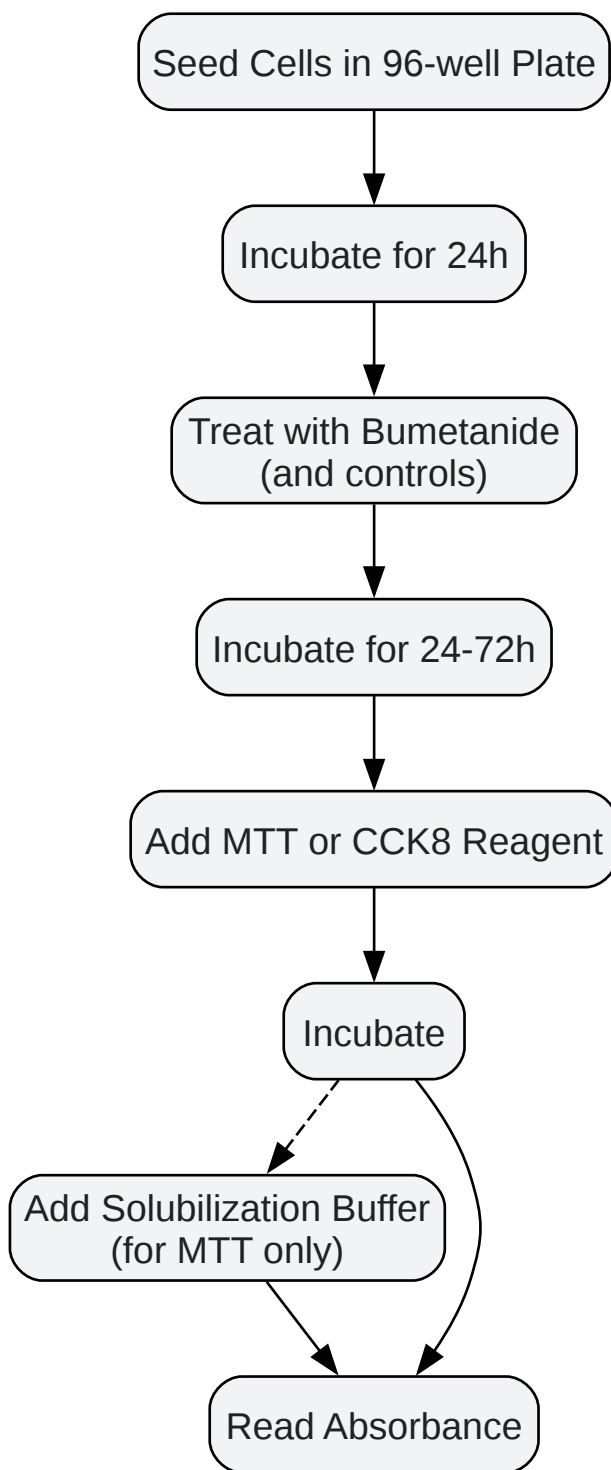 Seed Cells in 96-well Plate
Incubate for 24h
Treat with Bumetanide
(and controls)
Incubate for 24-72h
Add MTT or CCK8 Reagent
Incubate
Add Solubilization Buffer
(for MTT only)
Read Absorbance